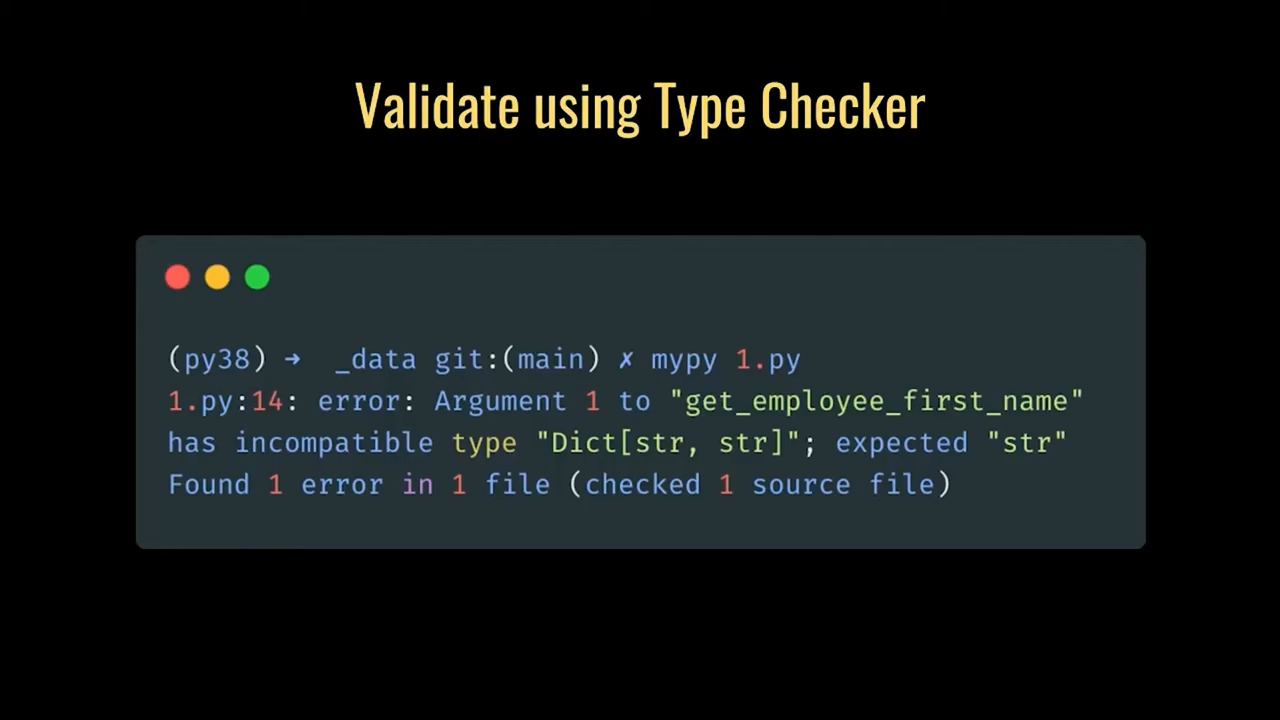 Validate using Type Checker
(py38) ➜  _data git:(main) ✗ mypy 1.py
1.py:14: error: Argument 1 to "get_employee_first_name"
has incompatible type "Dict[str, str]"; expected "str"
Found 1 error in 1 file (checked 1 source file)